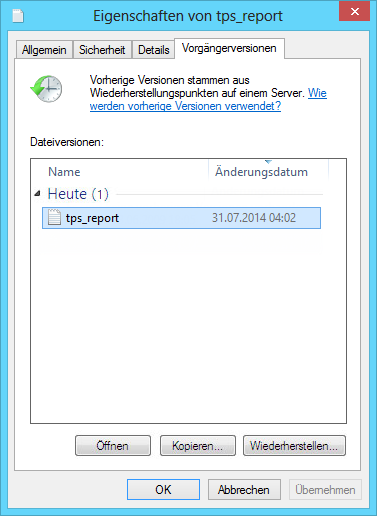 Eigenschaften von tps_report
Allgemein Sicherheit Details Vorgängerversionen
Vorherige Versionen stammen aus
Wiederherstellungspunkten auf einem Server. Wie
werden vorherige Versionen verwendet?
Dateiversionen:
Name Änderungsdatum
Heute (1)
tps_report 31.07.2014 04:02
Öffnen Kopieren... Wiederherstellen...
OK Abbrechen Übernehmen